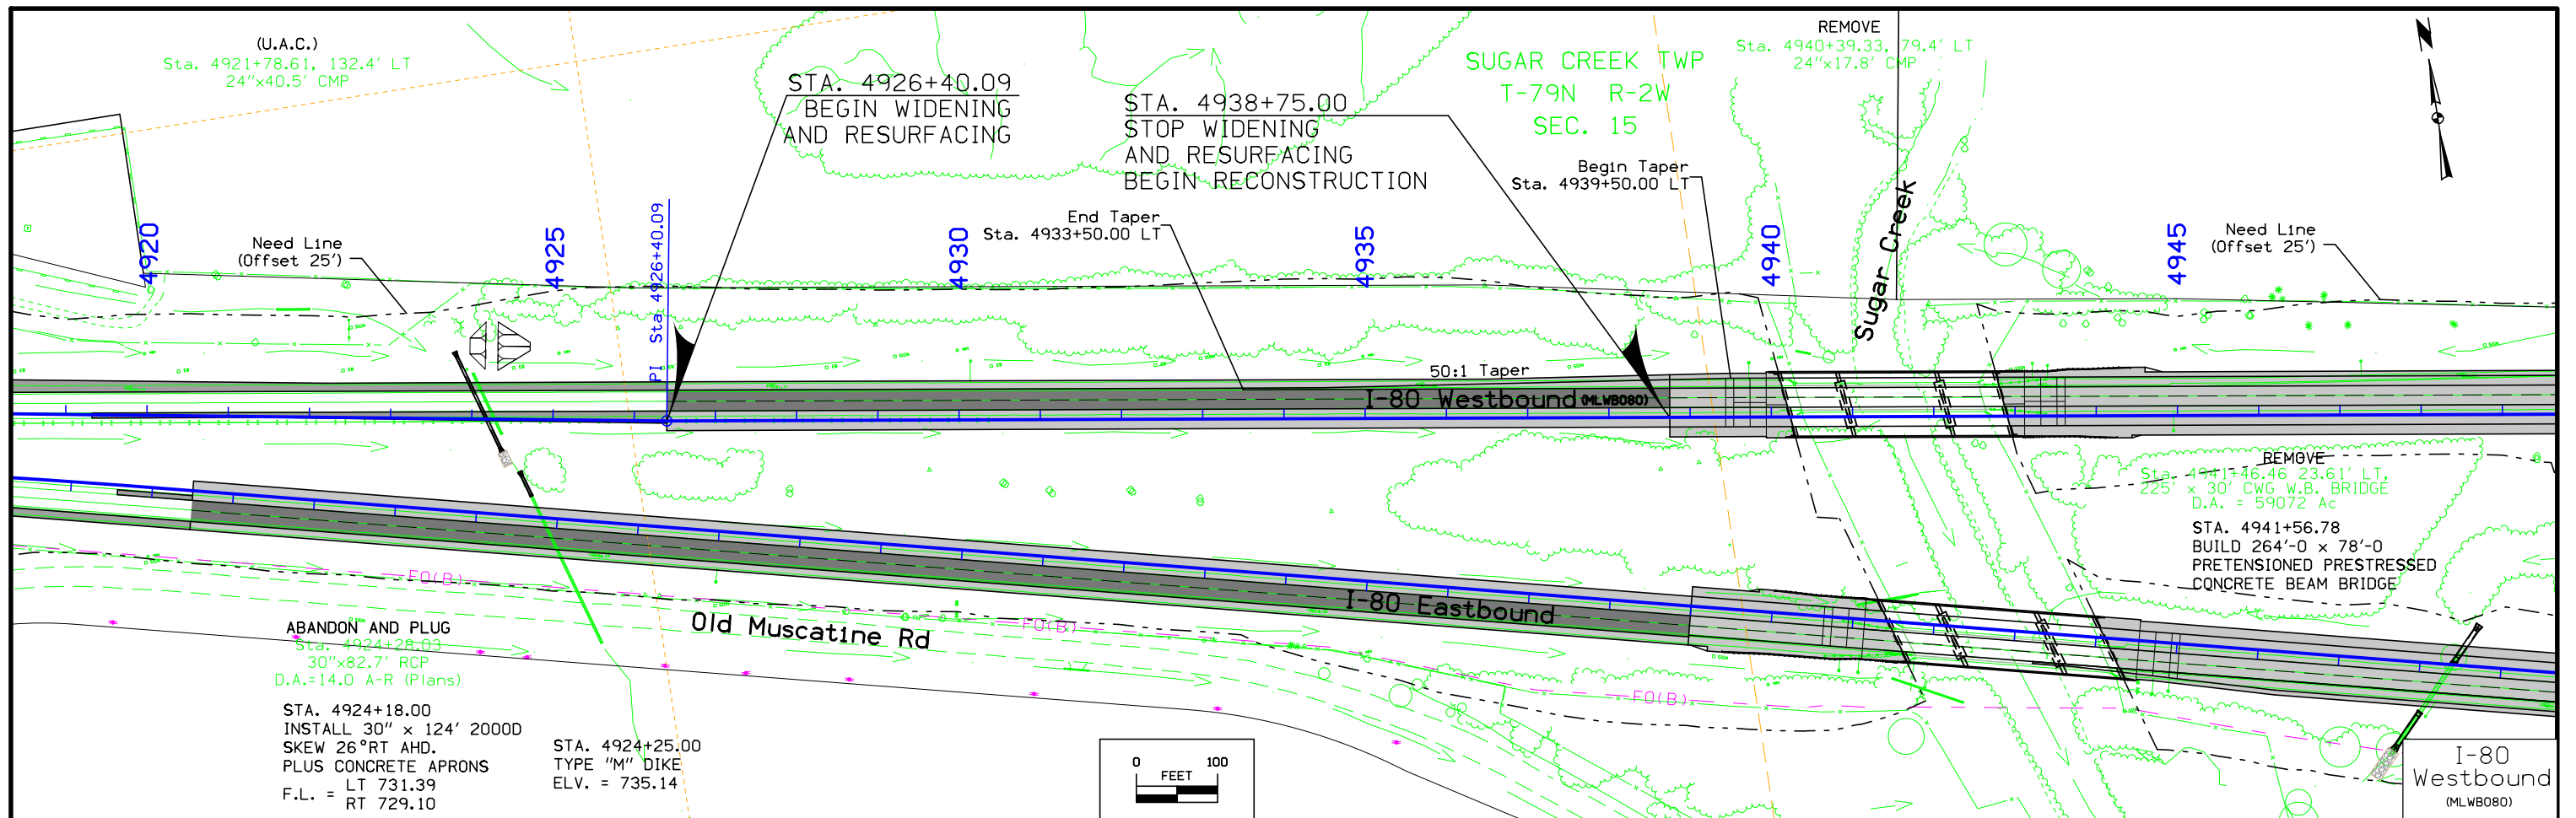 (U.A.C.)
Sta. 4921+78.61, 132.4' LT
24"x40.5' CMP
STA. 4926+40.09
BEGIN WIDENING
AND RESURFACING
STA. 4938+75.00
STOP WIDENING
AND RESURFACING
BEGIN RECONSTRUCTION
SUGAR CREEK TWP
T-79N R-2W
SEC. 15
REMOVE
Sta. 4940+39.33, 79.4' LT
24"x17.8' CMP
Begin Taper
Sta. 4939+50.00 LT
End Taper
Sta. 4933+50.00 LT
Need Line
(Offset 25')
Need Line
(Offset 25')
4920
4925
4930
4935
4940
4945
PI Sta 4926+40.09
Sugar Creek
50:1 Taper
I-80 Westbound (MLWB080)
REMOVE
Sta. 4941+46.46 23.61' LT,
225' x 30' CWG W.B. BRIDGE
D.A. = 59072 Ac
STA. 4941+56.78
BUILD 264'-0 x 78'-0
PRETENSIONED PRESTRESSED
CONCRETE BEAM BRIDGE
I-80 Eastbound
Old Muscatine Rd
FO(B)
FO(B)
FO(B)
ABANDON AND PLUG
Sta. 4924+28.03
30"x82.7' RCP
D.A.=14.0 A-R (Plans)
STA. 4924+18.00
INSTALL 30" x 124' 2000D
SKEW 26°RT AHD.
PLUS CONCRETE APRONS
F.L. = LT 731.39
RT 729.10
STA. 4924+25.00
TYPE "M" DIKE
ELV. = 735.14
0 100
FEET
I-80
Westbound
(MLWB080)